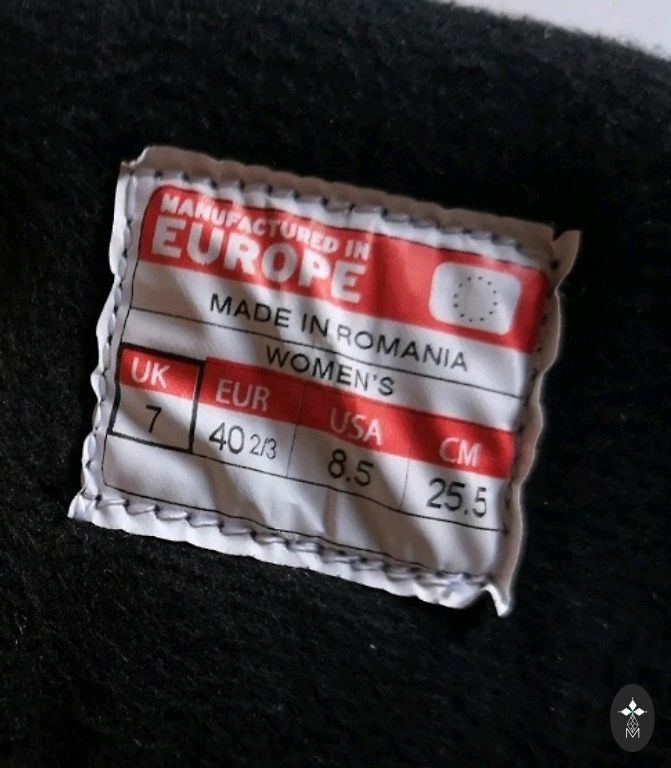 MANUFACTURED IN
EUROPE
MADE IN ROMANIA
WOMEN'S
UK EUR USA CM
7 40 2/3 8.5 25.5
M